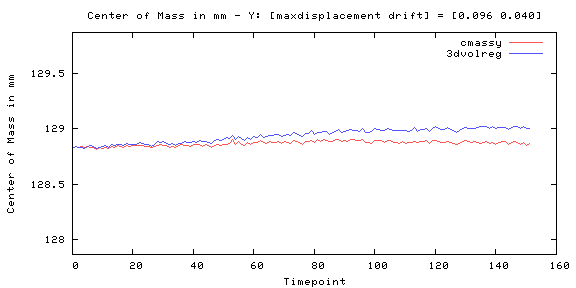 Center of Mass in mm - Y: [maxdisplacement drift] = [0.096 0.040]
cmassy
3dvolreg
129.5
129
128.5
128
Center of Mass in mm
0 20 40 60 80 100 120 140 160
Timepoint